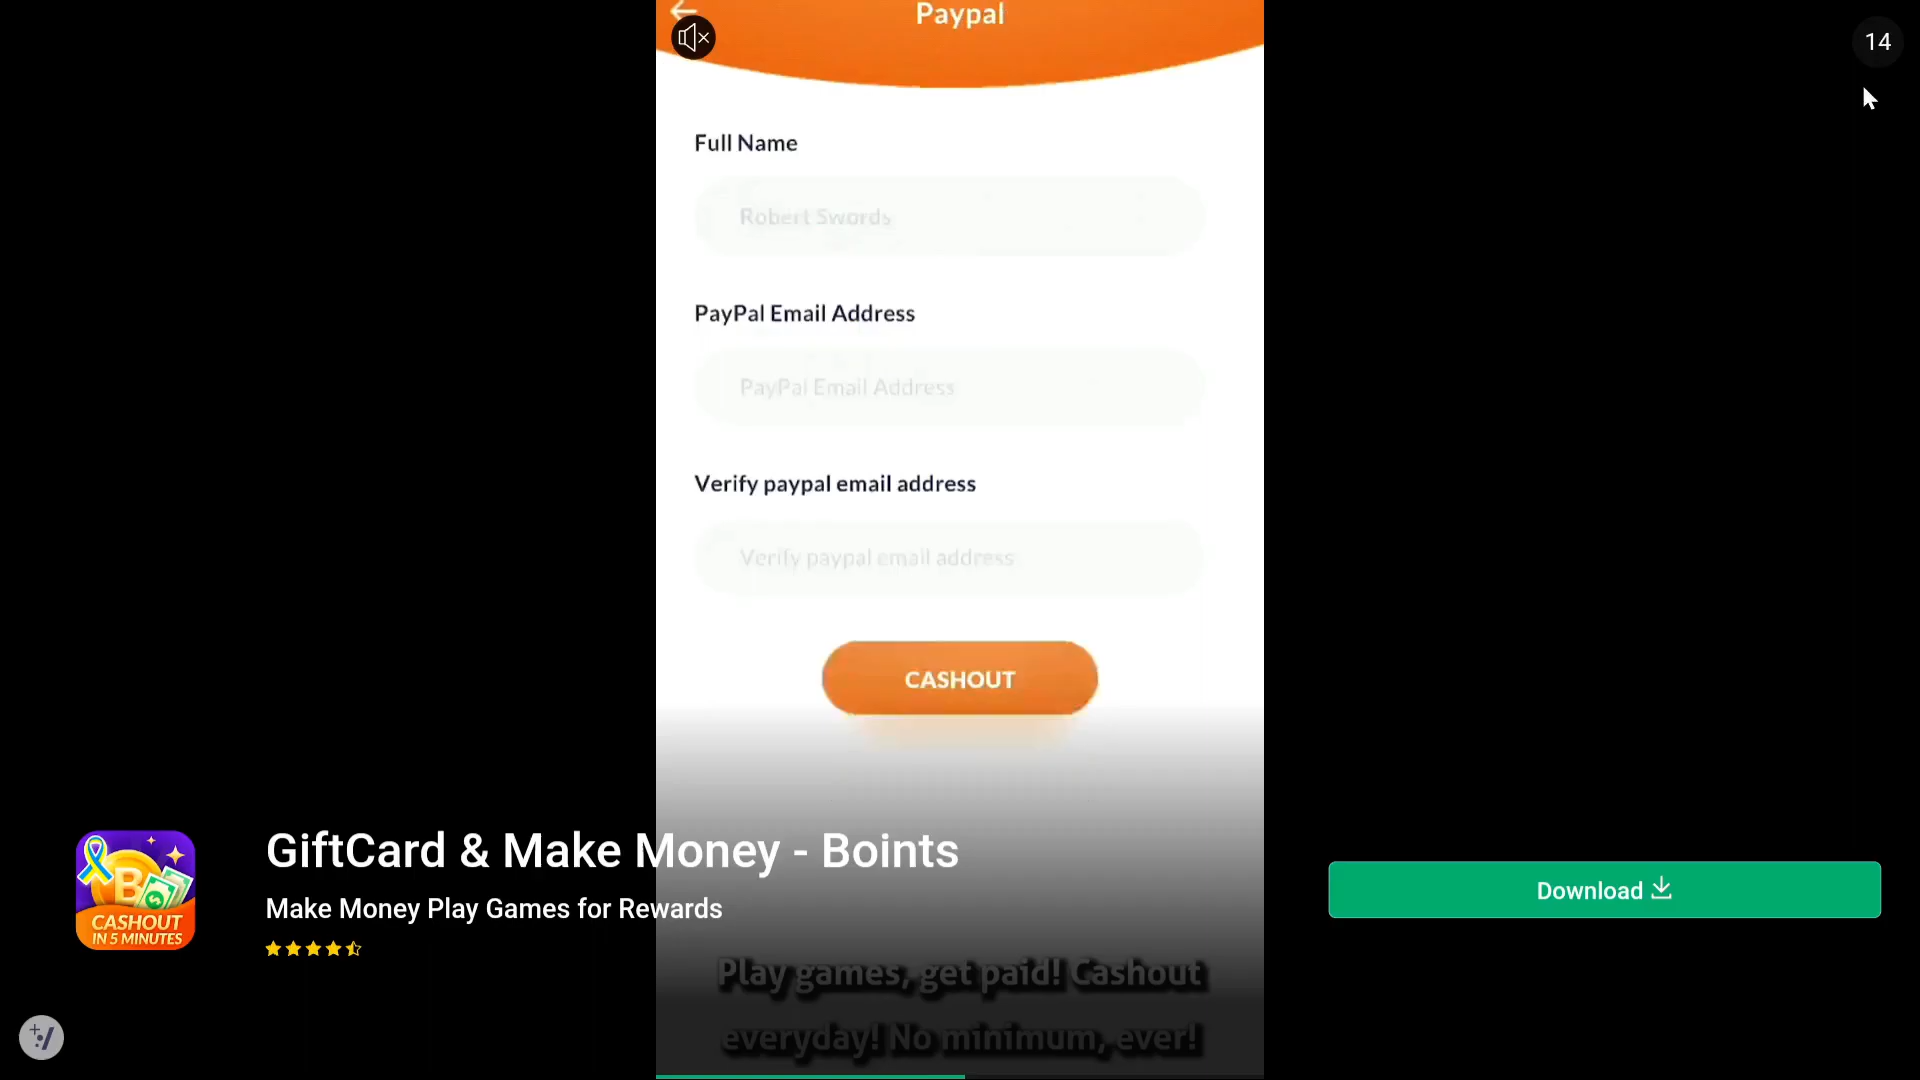 Paypal
14
Full Name
Robert Swords
PayPal Email Address
PayPal Email Address
Verify paypal email address
Verify paypal email address
CASHOUT
B
CASHOUT
IN 5 MINUTES
GiftCard & Make Money - Boints
Make Money Play Games for Rewards
Download
Play games, get paid! Cashout
everyday! No minimum, ever!